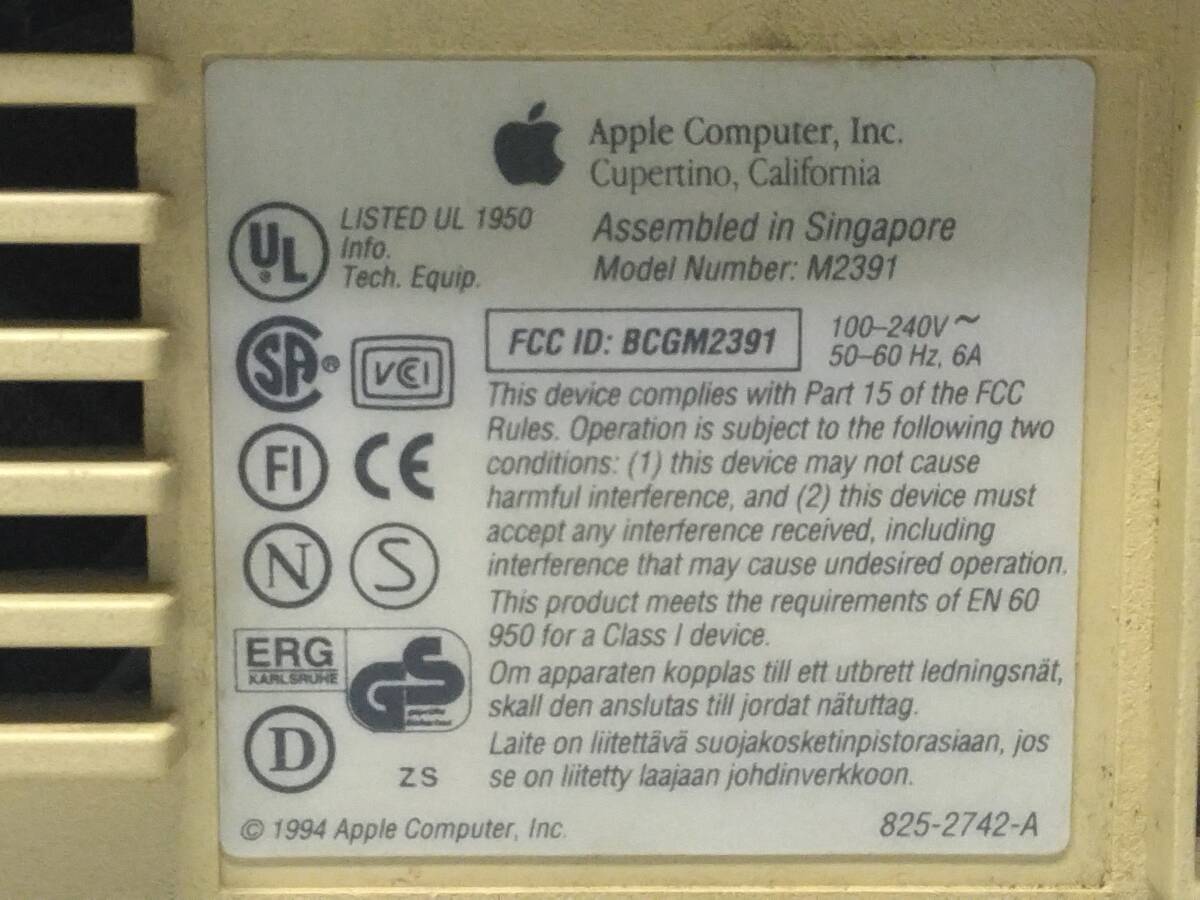 Apple Computer, Inc.
Cupertino, California
UL
®
LISTED UL 1950
Info.
Tech. Equip.
Assembled in Singapore
Model Number: M2391
SA ®
VCCI
FCC ID: BCGM2391
100–240V ~
50–60 Hz, 6A
This device complies with Part 15 of the FCC
Rules. Operation is subject to the following two
conditions: (1) this device may not cause
harmful interference, and (2) this device must
accept any interference received, including
interference that may cause undesired operation.
This product meets the requirements of EN 60
950 for a Class I device.
Om apparaten kopplas till ett utbrett ledningsnät,
skall den anslutas till jordat nätuttag.
Laite on liitettävä suojakosketinpistorasiaan, jos
se on liitetty laajaan johdinverkkoon.
FI
CE
N
S
ERG
KARLSRUHE
GS
geprüfte
Sicherheit
D
ZS
© 1994 Apple Computer, Inc.
825-2742-A